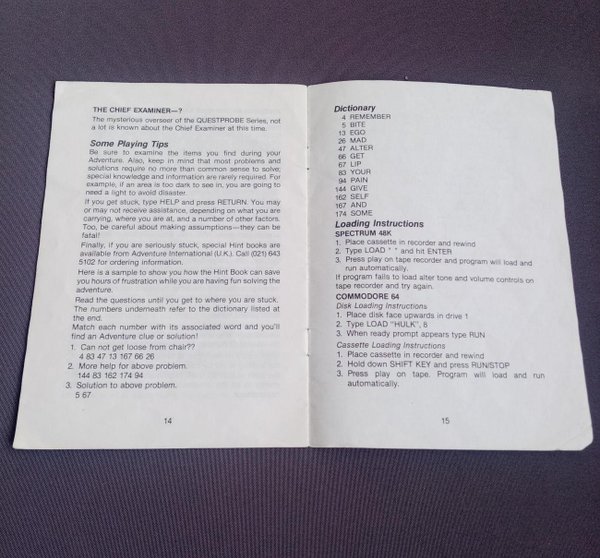 THE CHIEF EXAMINER—?
The mysterious overseer of the QUESTPROBE Series, not
a lot is known about the Chief Examiner at this time.
Some Playing Tips
Be sure to examine the items you find during your
Adventure. Also, keep in mind that most problems and
solutions require no more than common sense to solve;
special knowledge and information are rarely required. For
example, if an area is too dark to see in, you are going to
need a light to avoid disaster.
If you get stuck, type HELP and press RETURN. You may
or may not receive assistance, depending on what you are
carrying, where you are at, and a number of other factors.
Too, be careful about making assumptions—they can be
fatal!
Finally, if you are seriously stuck, special Hint books are
available from Adventure International (U.K.). Call (021) 643
5102 for ordering information.
Here is a sample to show you how the Hint Book can save
you hours of frustration while you are having fun solving the
adventure.
Read the questions until you get to where you are stuck.
The numbers underneath refer to the dictionary listed at
the end.
Match each number with its associated word and you'll
find an Adventure clue or solution!
1. Can not get loose from chair??
4 83 47 13 167 66 26
2. More help for above problem.
144 83 162 174 94
3. Solution to above problem.
5 67
14
Dictionary
4 REMEMBER
5 BITE
13 EGO
26 MAD
47 ALTER
66 GET
67 LIP
83 YOUR
94 PAIN
144 GIVE
162 SELF
167 AND
174 SOME
Loading Instructions
SPECTRUM 48K
1. Place cassette in recorder and rewind
2. Type LOAD " " and hit ENTER
3. Press play on tape recorder and program will load and
run automatically.
If program fails to load alter tone and volume controls on
tape recorder and try again.
COMMODORE 64
Disk Loading Instructions
1. Place disk face upwards in drive 1
2. Type LOAD "HULK", 8
3. When ready prompt appears type RUN
Cassette Loading Instructions
1. Place cassette in recorder and rewind
2. Hold down SHIFT KEY and press RUN/STOP
3. Press play on tape. Program will load and run
automatically.
15